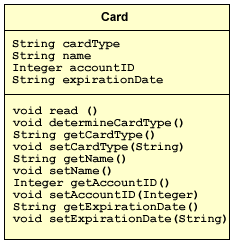 Card
String cardType
String name
Integer accountID
String expirationDate
void read ()
void determineCardType()
String getCardType()
void setCardType(String)
String getName()
void setName()
Integer getAccountID()
void setAccountID(Integer)
String getExpirationDate()
void setExpirationDate(String)